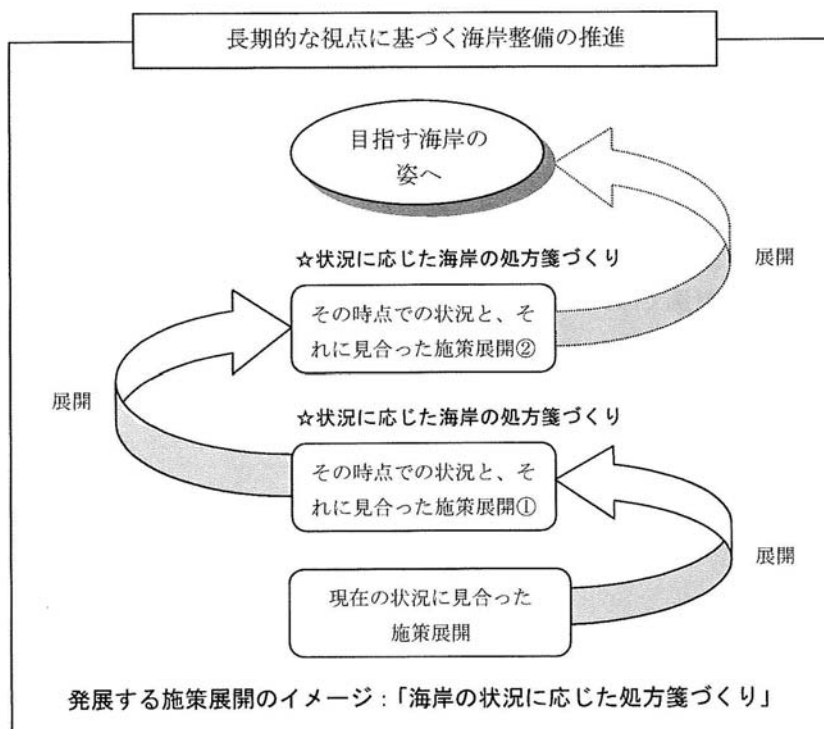 長期的な視点に基づく海岸整備の推進
目指す海岸の
姿へ
展開
☆状況に応じた海岸の処方箋づくり
その時点での状況と、そ
れに見合った施策展開②
展開
☆状況に応じた海岸の処方箋づくり
その時点での状況と、そ
れに見合った施策展開①
展開
現在の状況に見合った
施策展開
発展する施策展開のイメージ：「海岸の状況に応じた処方箋づくり」